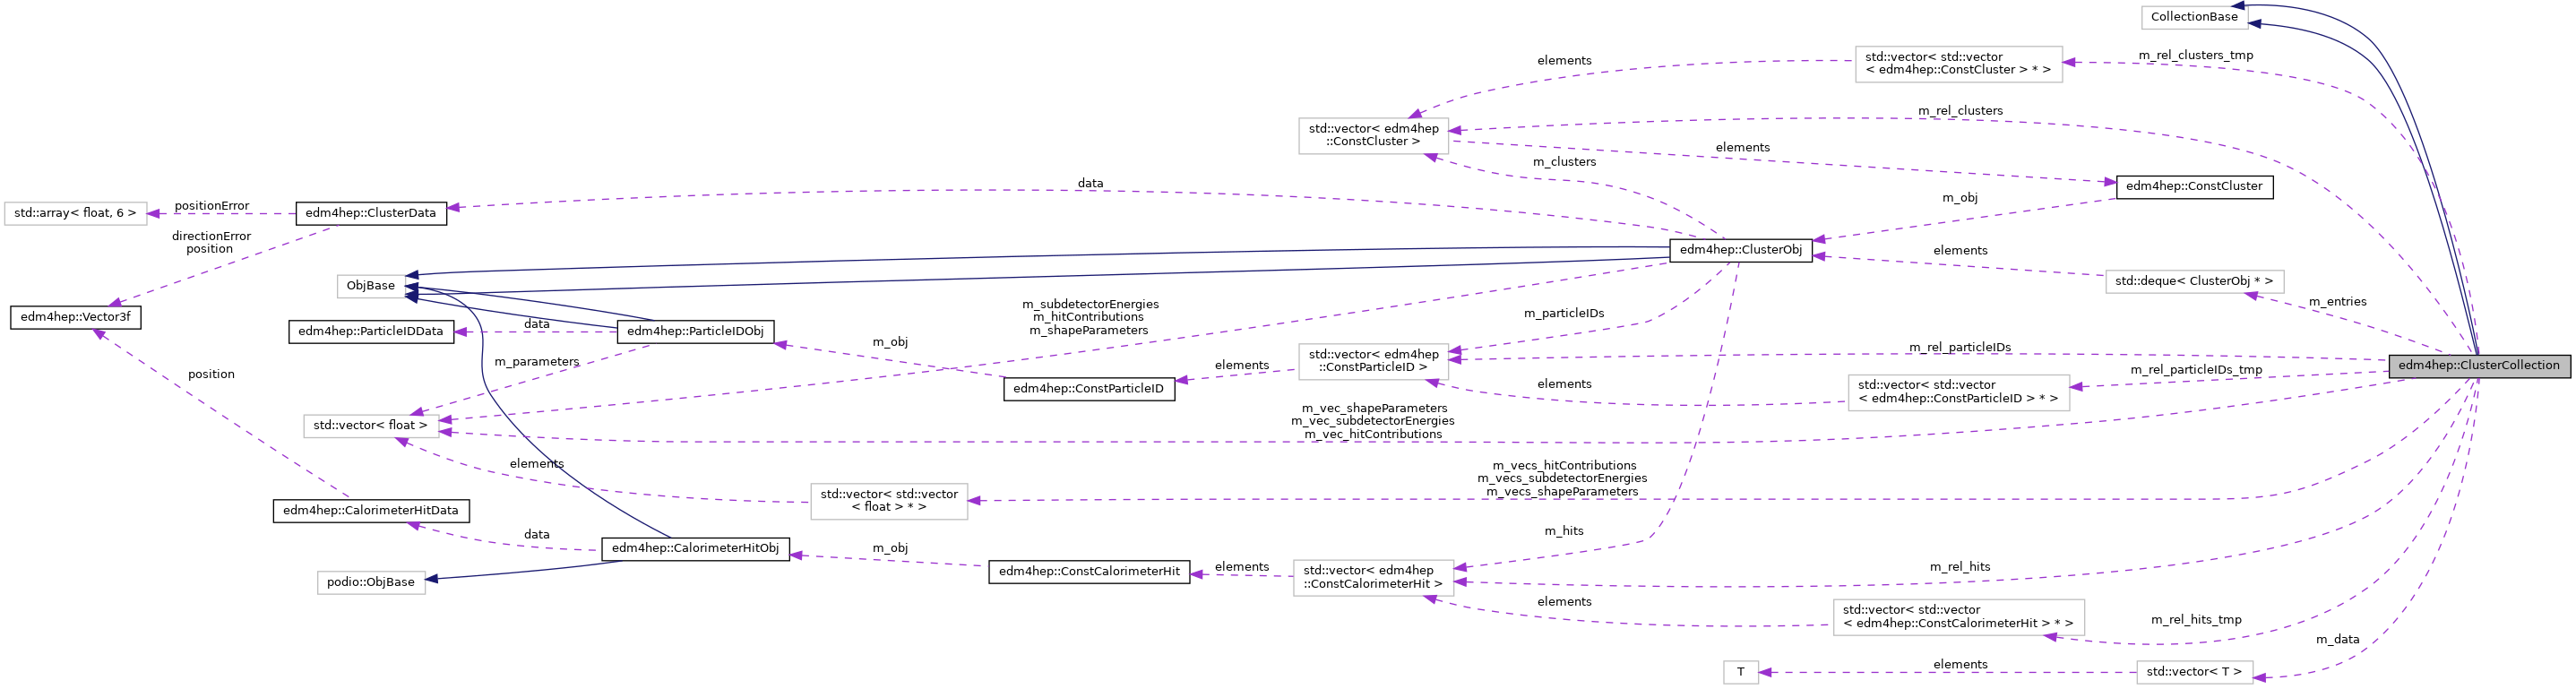 CollectionBase
std::vector< std::vector
< edm4hep::ConstCluster > * >
m_rel_clusters_tmp
elements
m_rel_clusters
std::vector< edm4hep
::ConstCluster >
elements
m_clusters
data
edm4hep::ConstCluster
m_obj
std::array< float, 6 >
positionError
edm4hep::ClusterData
directionError
position
edm4hep::ClusterObj
elements
std::deque< ClusterObj * >
m_entries
ObjBase
edm4hep::Vector3f
edm4hep::ParticleIDData
data
edm4hep::ParticleIDObj
m_subdetectorEnergies
m_hitContributions
m_shapeParameters
m_particleIDs
m_obj
m_parameters
elements
std::vector< edm4hep
::ConstParticleID >
m_rel_particleIDs
edm4hep::ClusterCollection
m_rel_particleIDs_tmp
position
edm4hep::ConstParticleID
elements
std::vector< std::vector
< edm4hep::ConstParticleID > * >
std::vector< float >
m_vec_shapeParameters
m_vec_subdetectorEnergies
m_vec_hitContributions
elements
m_vecs_hitContributions
m_vecs_subdetectorEnergies
m_vecs_shapeParameters
std::vector< std::vector
< float > * >
edm4hep::CalorimeterHitData
data
edm4hep::CalorimeterHitObj
m_obj
m_hits
podio::ObjBase
edm4hep::ConstCalorimeterHit
elements
std::vector< edm4hep
::ConstCalorimeterHit >
m_rel_hits
elements
std::vector< std::vector
< edm4hep::ConstCalorimeterHit > * >
m_rel_hits_tmp
m_data
T
elements
std::vector< T >